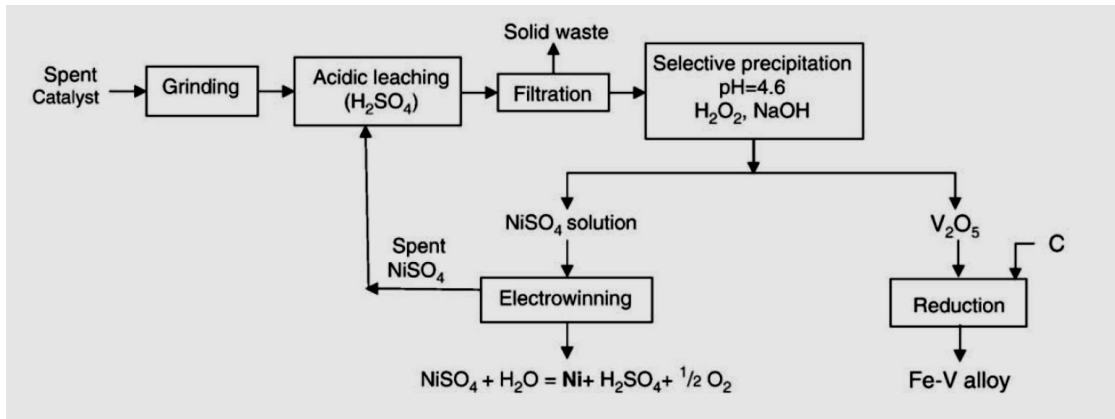 Solid waste
Spent
Catalyst
Grinding
Acidic leaching
(H₂SO₄)
Filtration
Selective precipitation
pH=4.6
H₂O₂, NaOH
NiSO₄ solution
V₂O₅
Spent
NiSO₄
C
Electrowinning
Reduction
NiSO₄ + H₂O = Ni+ H₂SO₄+ ¹/₂ O₂
Fe-V alloy